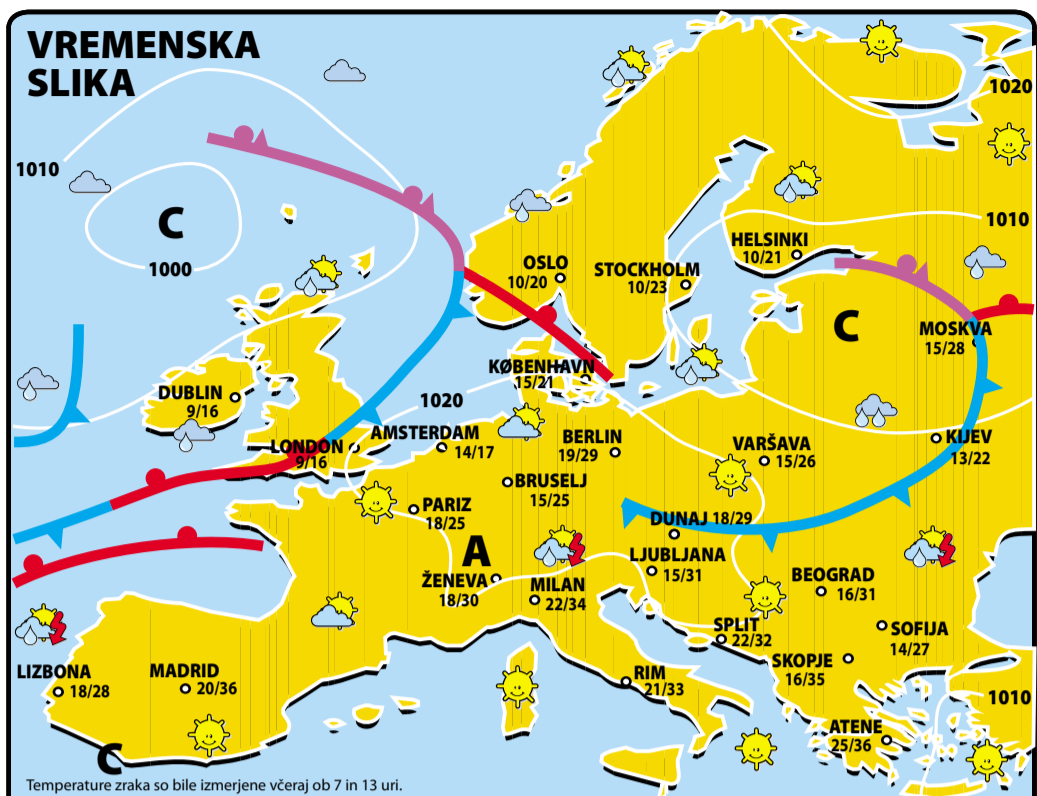 VREMENSKA
SLIKA
1020
1010
1010
C
1000
HELSINKI
10/21
OSLO
10/20
STOCKHOLM
10/23
C
MOSKVA
15/28
KØBENHAVN
15/21
DUBLIN
9/16
1020
LONDON
9/16
AMSTERDAM
14/17
BERLIN
19/29
VARŠAVA
15/26
KIJEV
13/22
BRUSELJ
15/25
PARIZ
18/25
DUNAJ 18/29
A
LJUBLJANA
15/31
ŽENEVA
18/30
MILAN
22/34
BEOGRAD
16/31
SPLIT
22/32
SOFIJA
14/27
SKOPJE
16/35
LIZBONA
18/28
MADRID
20/36
RIM
21/33
1010
ATENE
25/36
C
Temperature zraka so bile izmerjene včeraj ob 7 in 13 uri.